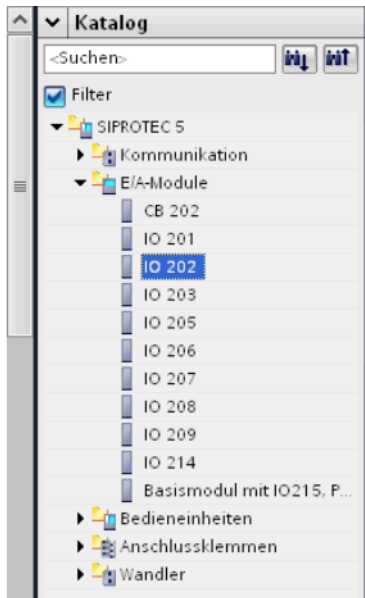 Katalog
<Suchen>
Filter
SIPROTEC 5
Kommunikation
E/A-Module
CB 202
IO 201
IO 202
IO 203
IO 205
IO 206
IO 207
IO 208
IO 209
IO 214
Basismodul mit IO215, P...
Bedieneinheiten
Anschlussklemmen
Wandler